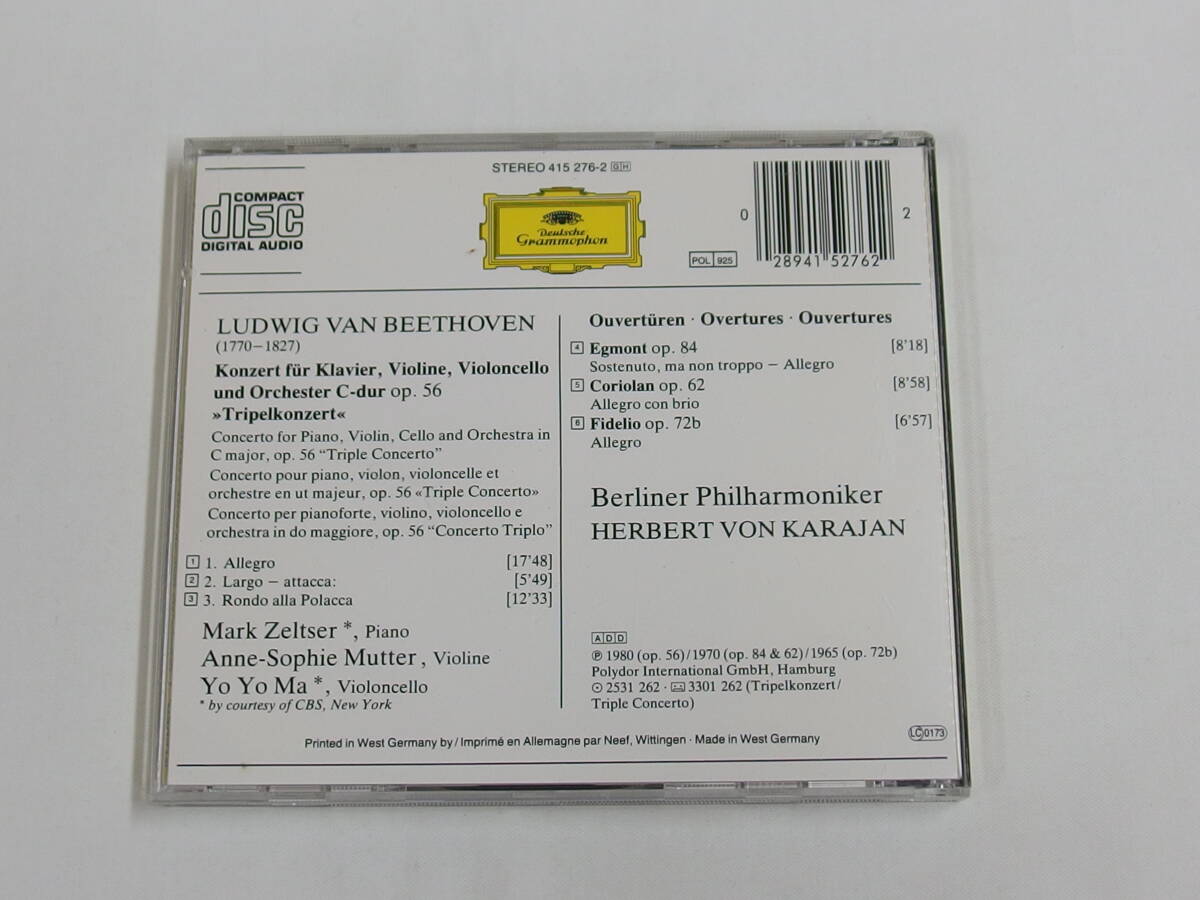 STEREO 415 276-2 GH
COMPACT
disc
DIGITAL AUDIO
Deutsche
Grammophon
POL 925
0 28941 52762 2
LUDWIG VAN BEETHOVEN
(1770–1827)
Konzert für Klavier, Violine, Violoncello
und Orchester C-dur op. 56
»Tripelkonzert«
Concerto for Piano, Violin, Cello and Orchestra in
C major, op. 56 “Triple Concerto”
Concerto pour piano, violon, violoncelle et
orchestre en ut majeur, op. 56 «Triple Concerto»
Concerto per pianoforte, violino, violoncello e
orchestra in do maggiore, op. 56 “Concerto Triplo”
1 1. Allegro [17'48]
2 2. Largo – attacca: [5'49]
3 3. Rondo alla Polacca [12'33]
Mark Zeltser *, Piano
Anne-Sophie Mutter, Violine
Yo Yo Ma *, Violoncello
* by courtesy of CBS, New York
Ouvertüren · Overtures · Ouvertures
4 Egmont op. 84 [8'18]
Sostenuto, ma non troppo – Allegro
5 Coriolan op. 62 [8'58]
Allegro con brio
6 Fidelio op. 72b [6'57]
Allegro
Berliner Philharmoniker
HERBERT VON KARAJAN
ADD
℗ 1980 (op. 56)/1970 (op. 84 & 62)/1965 (op. 72b)
Polydor International GmbH, Hamburg
2531 262 · 3301 262 (Tripelkonzert/
Triple Concerto)
Printed in West Germany by/Imprimé en Allemagne par Neef, Wittingen · Made in West Germany
LC 0173